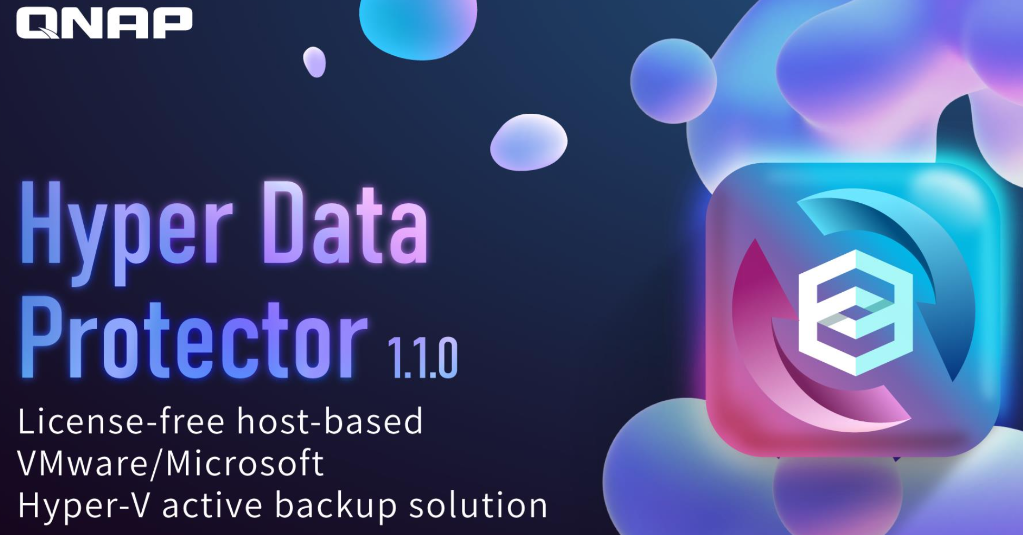 QNAP
Hyper Data
Protector 1.1.0
License-free host-based
VMware/Microsoft
Hyper-V active backup solution